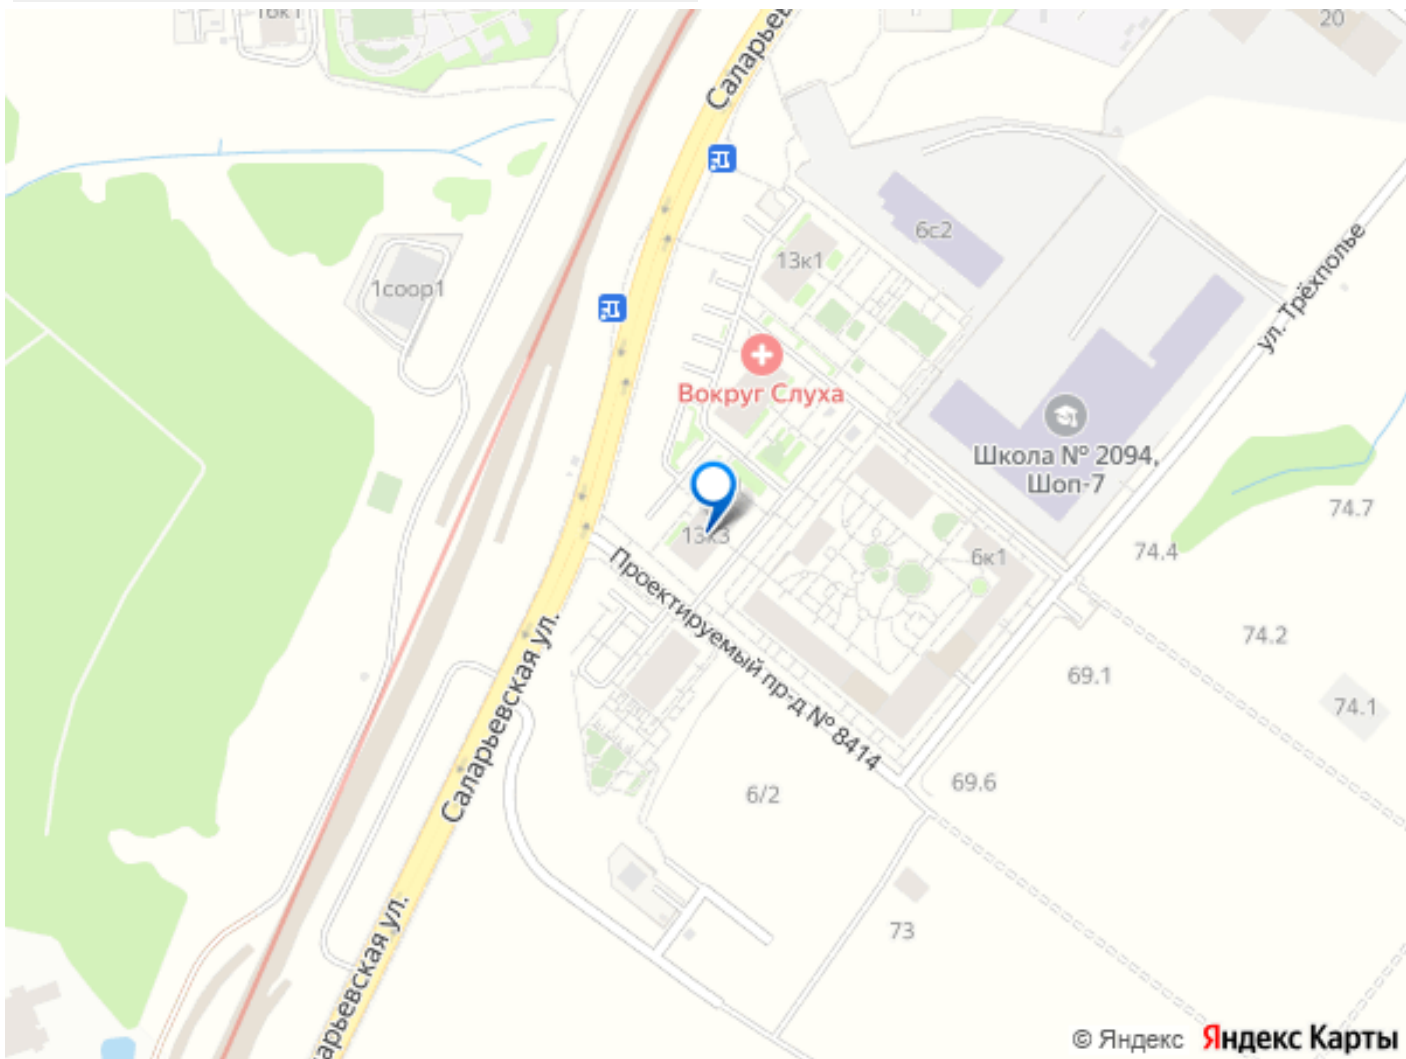 16к1
20
Саларьев
6с2
13к1
ул. Трёхполье
1соор1
Вокруг Слуха
Школа № 2094,
Шоп-7
74.7
13к3
74.4
6к1
Проектируемый пр-д № 8414
74.2
69.1
74.1
Саларьевская ул.
69.6
6/2
73
арьевская ул.
© Яндекс Яндекс Карты